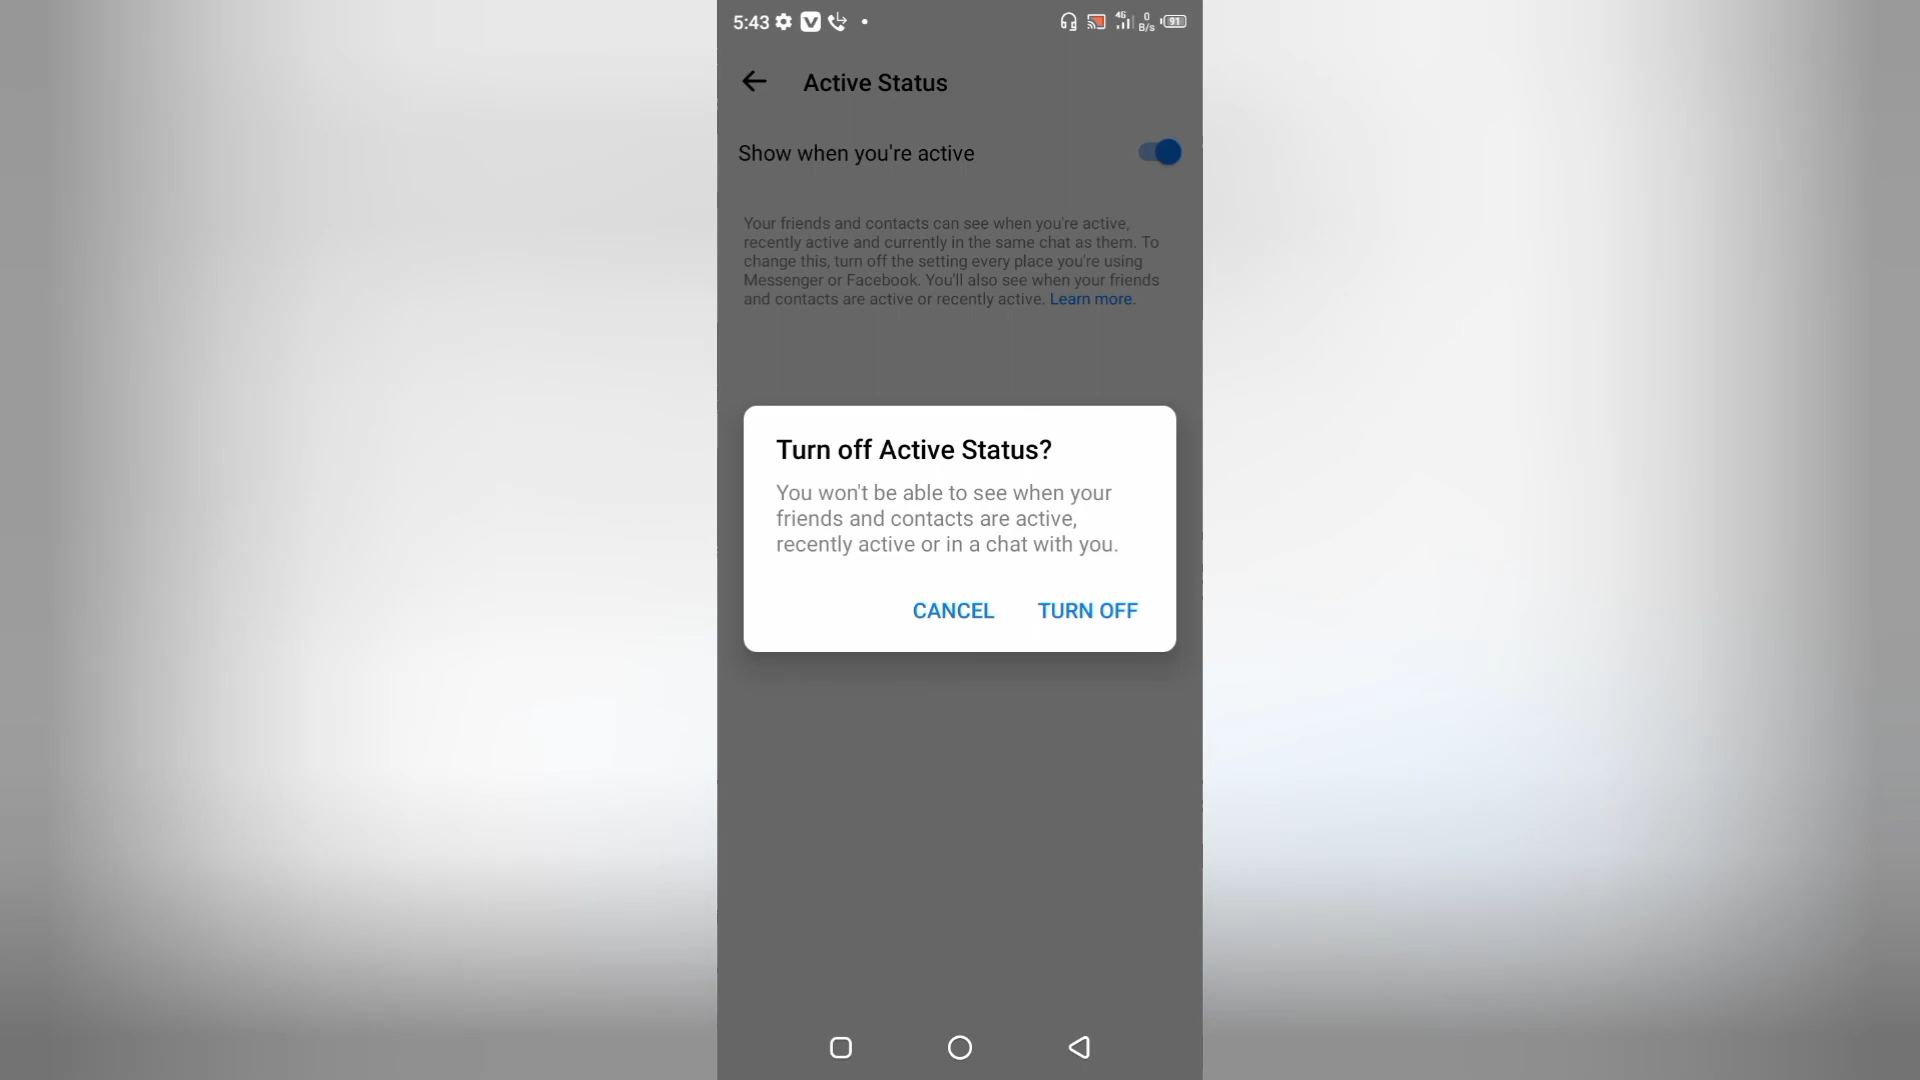 5:43
4G
0
B/s
91
Active Status
Show when you're active
Your friends and contacts can see when you're active,
recently active and currently in the same chat as them. To
change this, turn off the setting every place you're using
Messenger or Facebook. You'll also see when your friends
and contacts are active or recently active. Learn more.
Turn off Active Status?
You won't be able to see when your
friends and contacts are active,
recently active or in a chat with you.
CANCEL TURN OFF